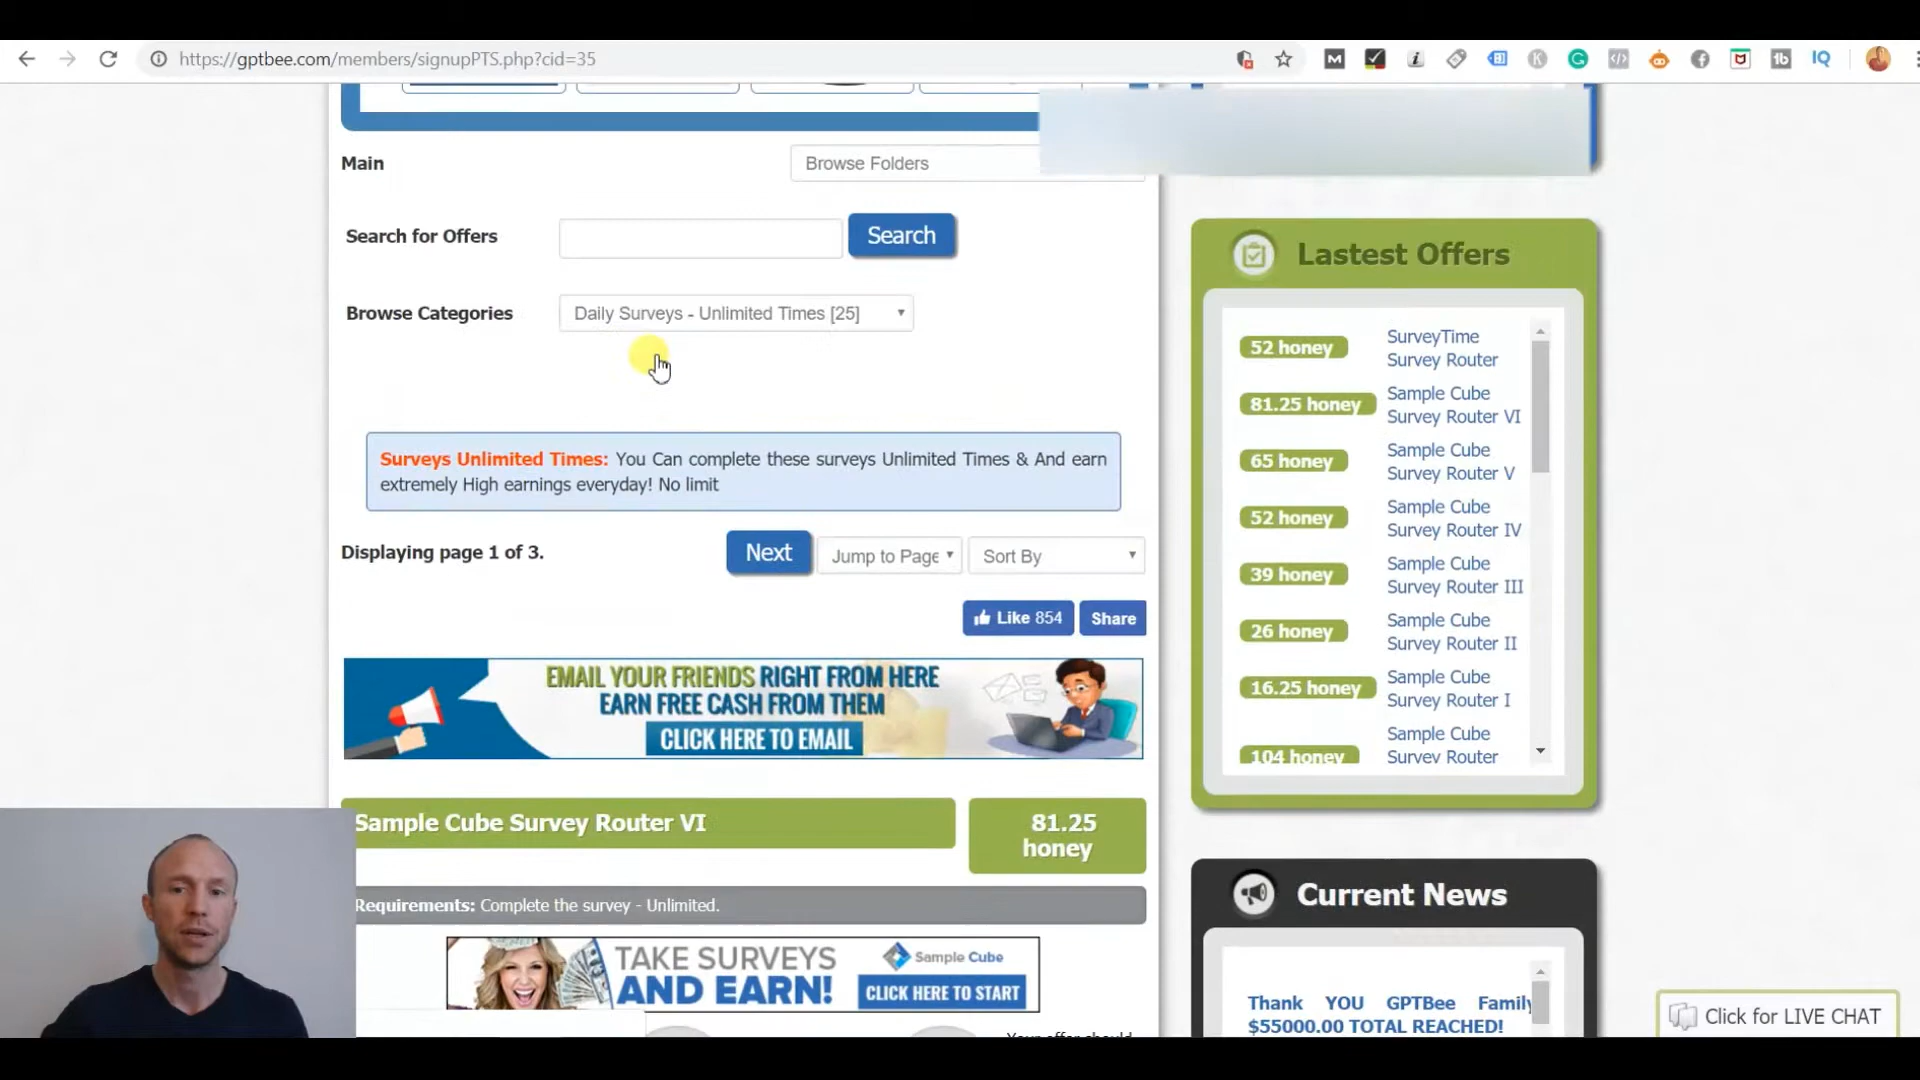 https://gptbee.com/members/signupPTS.php?cid=35
Main
Browse Folders
Search for Offers
Search
Browse Categories
Daily Surveys - Unlimited Times [25]
Surveys Unlimited Times: You Can complete these surveys Unlimited Times & And earn
extremely High earnings everyday! No limit
Displaying page 1 of 3.
Next
Jump to Page
Sort By
Like 854
Share
EMAIL YOUR FRIENDS RIGHT FROM HERE
EARN FREE CASH FROM THEM
CLICK HERE TO EMAIL
Sample Cube Survey Router VI
81.25
honey
Requirements: Complete the survey - Unlimited.
TAKE SURVEYS
AND EARN!
Sample Cube
CLICK HERE TO START
Your offer should
Lastest Offers
52 honey
SurveyTime
Survey Router
81.25 honey
Sample Cube
Survey Router VI
65 honey
Sample Cube
Survey Router V
52 honey
Sample Cube
Survey Router IV
39 honey
Sample Cube
Survey Router III
26 honey
Sample Cube
Survey Router II
16.25 honey
Sample Cube
Survey Router I
104 honey
Sample Cube
Survey Router
Current News
Thank YOU GPTBee Family
$55000.00 TOTAL REACHED!
Click for LIVE CHAT